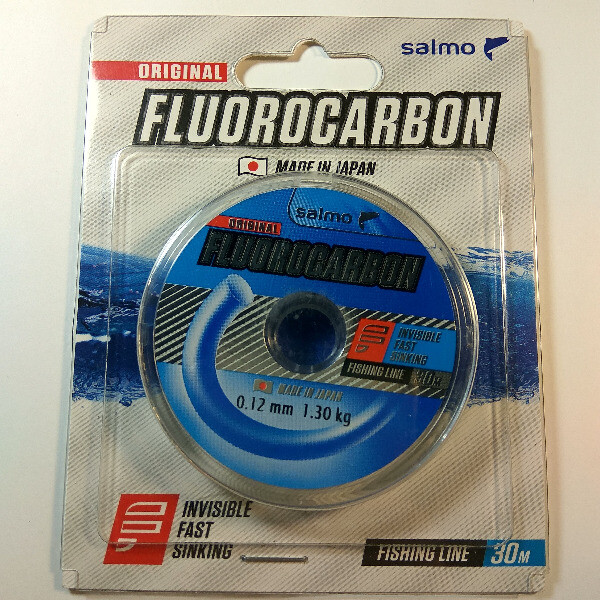 salmo
ORIGINAL
FLUOROCARBON
MADE IN JAPAN
salmo
ORIGINAL
FLUOROCARBON
INVISIBLE
FAST
SINKING
FISHING LINE 30M
MADE IN JAPAN
0.12 mm 1.30 kg
INVISIBLE
FAST
SINKING
FISHING LINE 30M